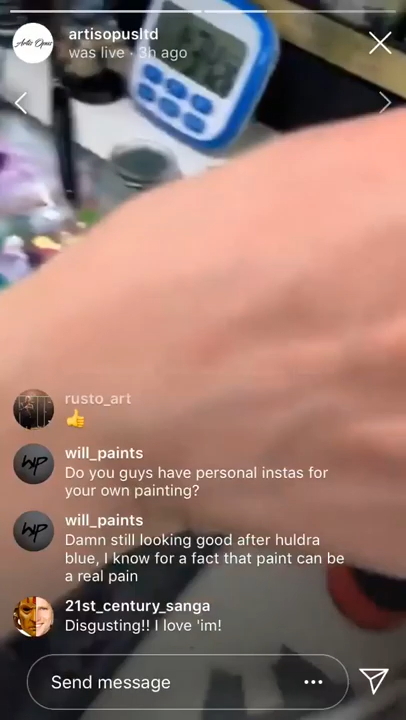 artisopusltd
was live · 3h ago
Artis Opus
rusto_art
👍
will_paints
Do you guys have personal instas for
your own painting?
will_paints
Damn still looking good after huldra
blue, I know for a fact that paint can be
a real pain
21st_century_sanga
Disgusting!! I love 'im!
Send message